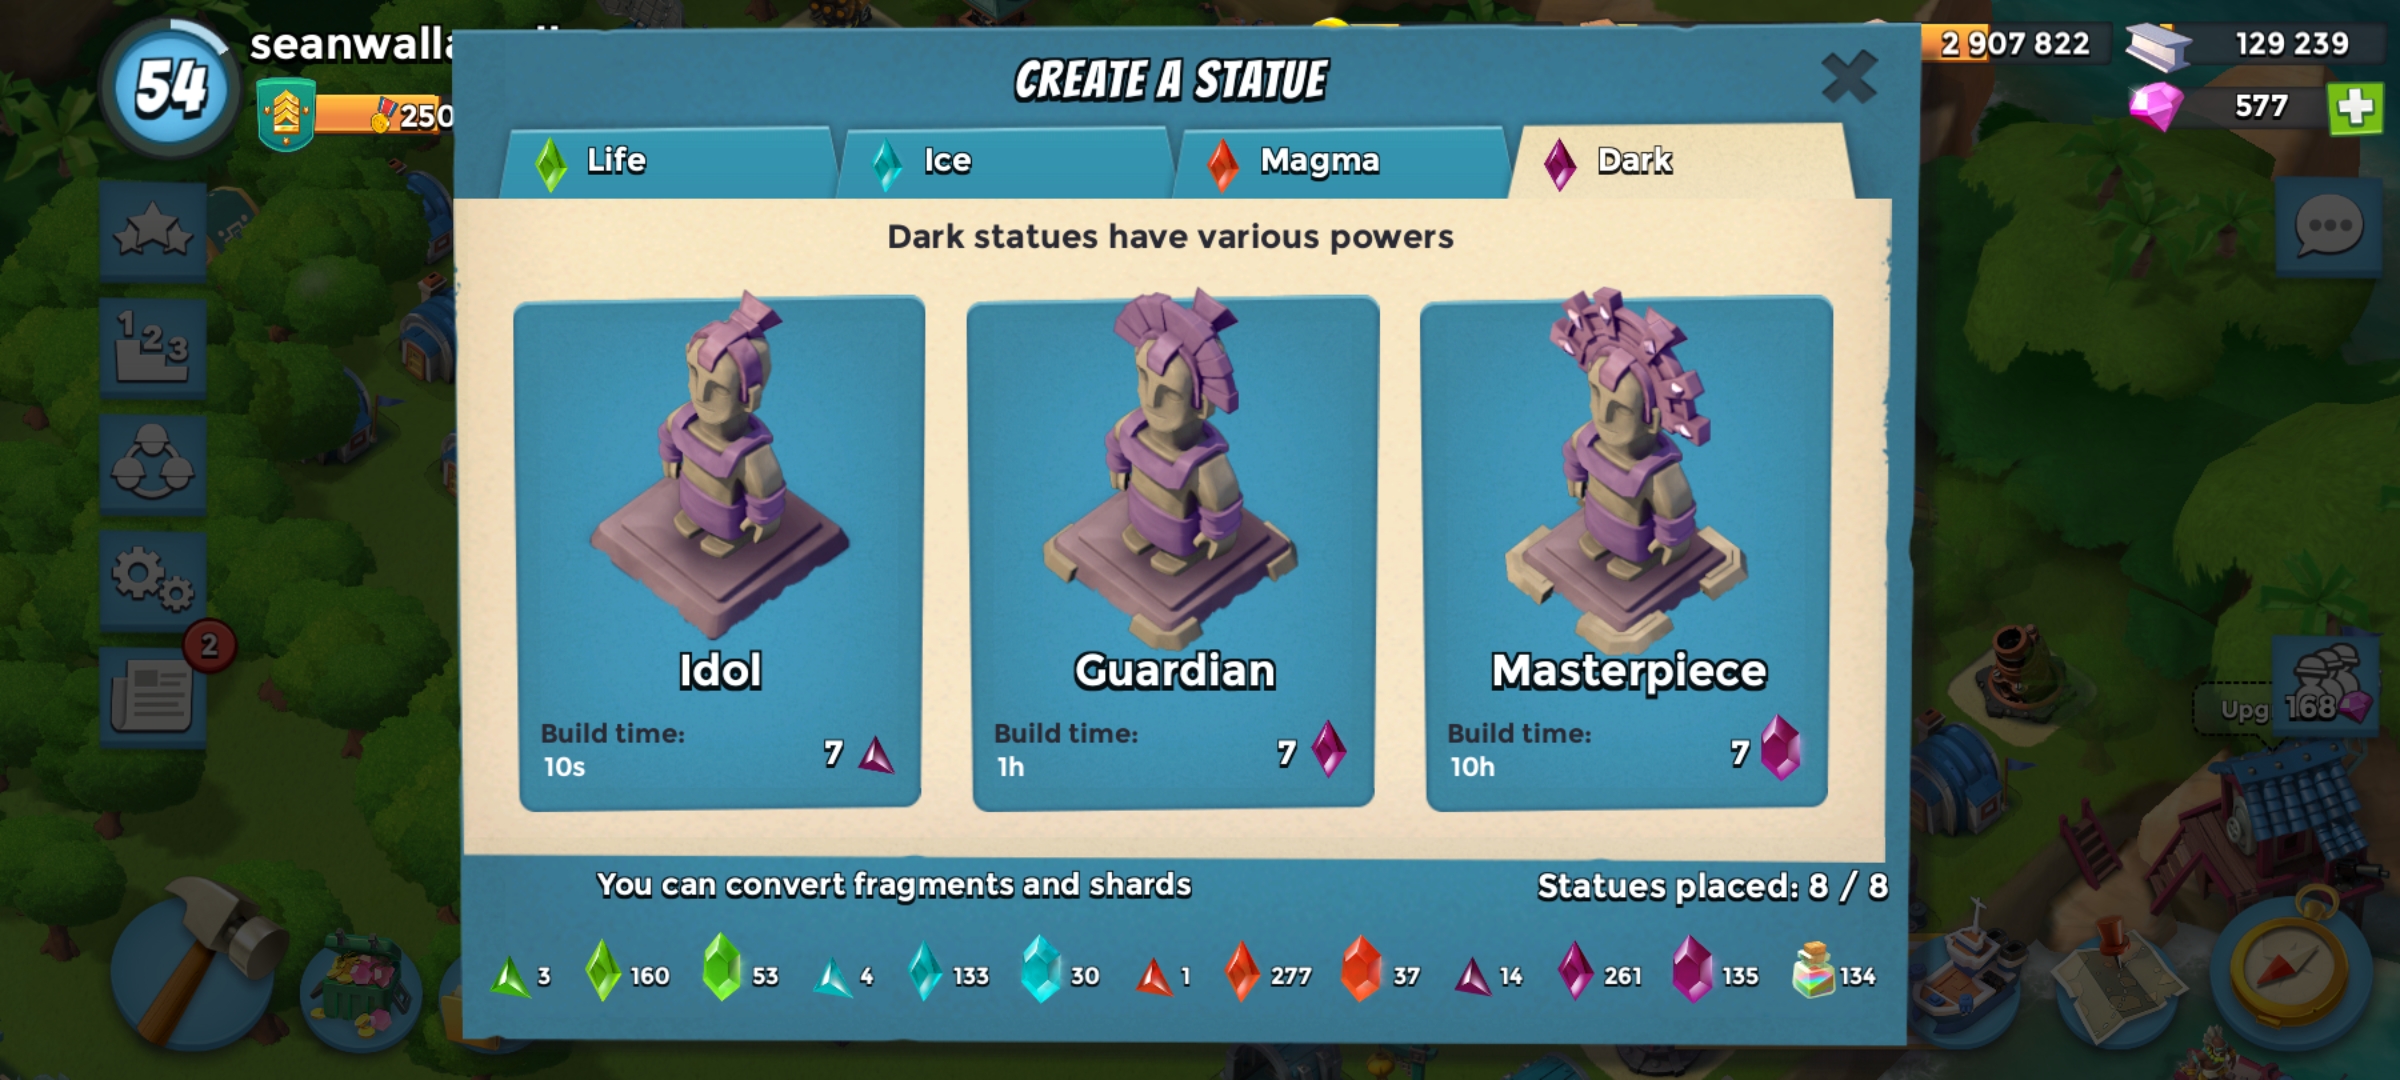 54
250
2 907 822
129 239
577
CREATE A STATUE
Life
Ice
Magma
Dark
Dark statues have various powers
Idol
Build time:
10s
7
Guardian
Build time:
1h
7
Masterpiece
Build time:
10h
7
You can convert fragments and shards
Statues placed: 8 / 8
3
160
53
4
133
30
1
277
37
14
261
135
134
1 2 3
2
168